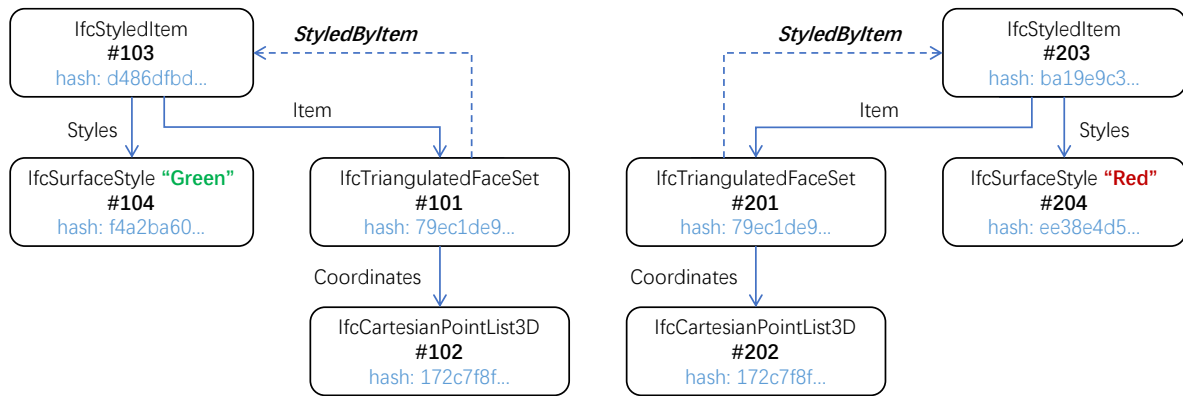 IfcStyledItem
#103
hash: d486dfbd...
StyledByItem
Styles
Item
IfcSurfaceStyle “Green”
#104
hash: f4a2ba60...
IfcTriangulatedFaceSet
#101
hash: 79ec1de9...
Coordinates
IfcCartesianPointList3D
#102
hash: 172c7f8f...
StyledByItem
IfcStyledItem
#203
hash: ba19e9c3...
Item
Styles
IfcTriangulatedFaceSet
#201
hash: 79ec1de9...
IfcSurfaceStyle “Red”
#204
hash: ee38e4d5...
Coordinates
IfcCartesianPointList3D
#202
hash: 172c7f8f...